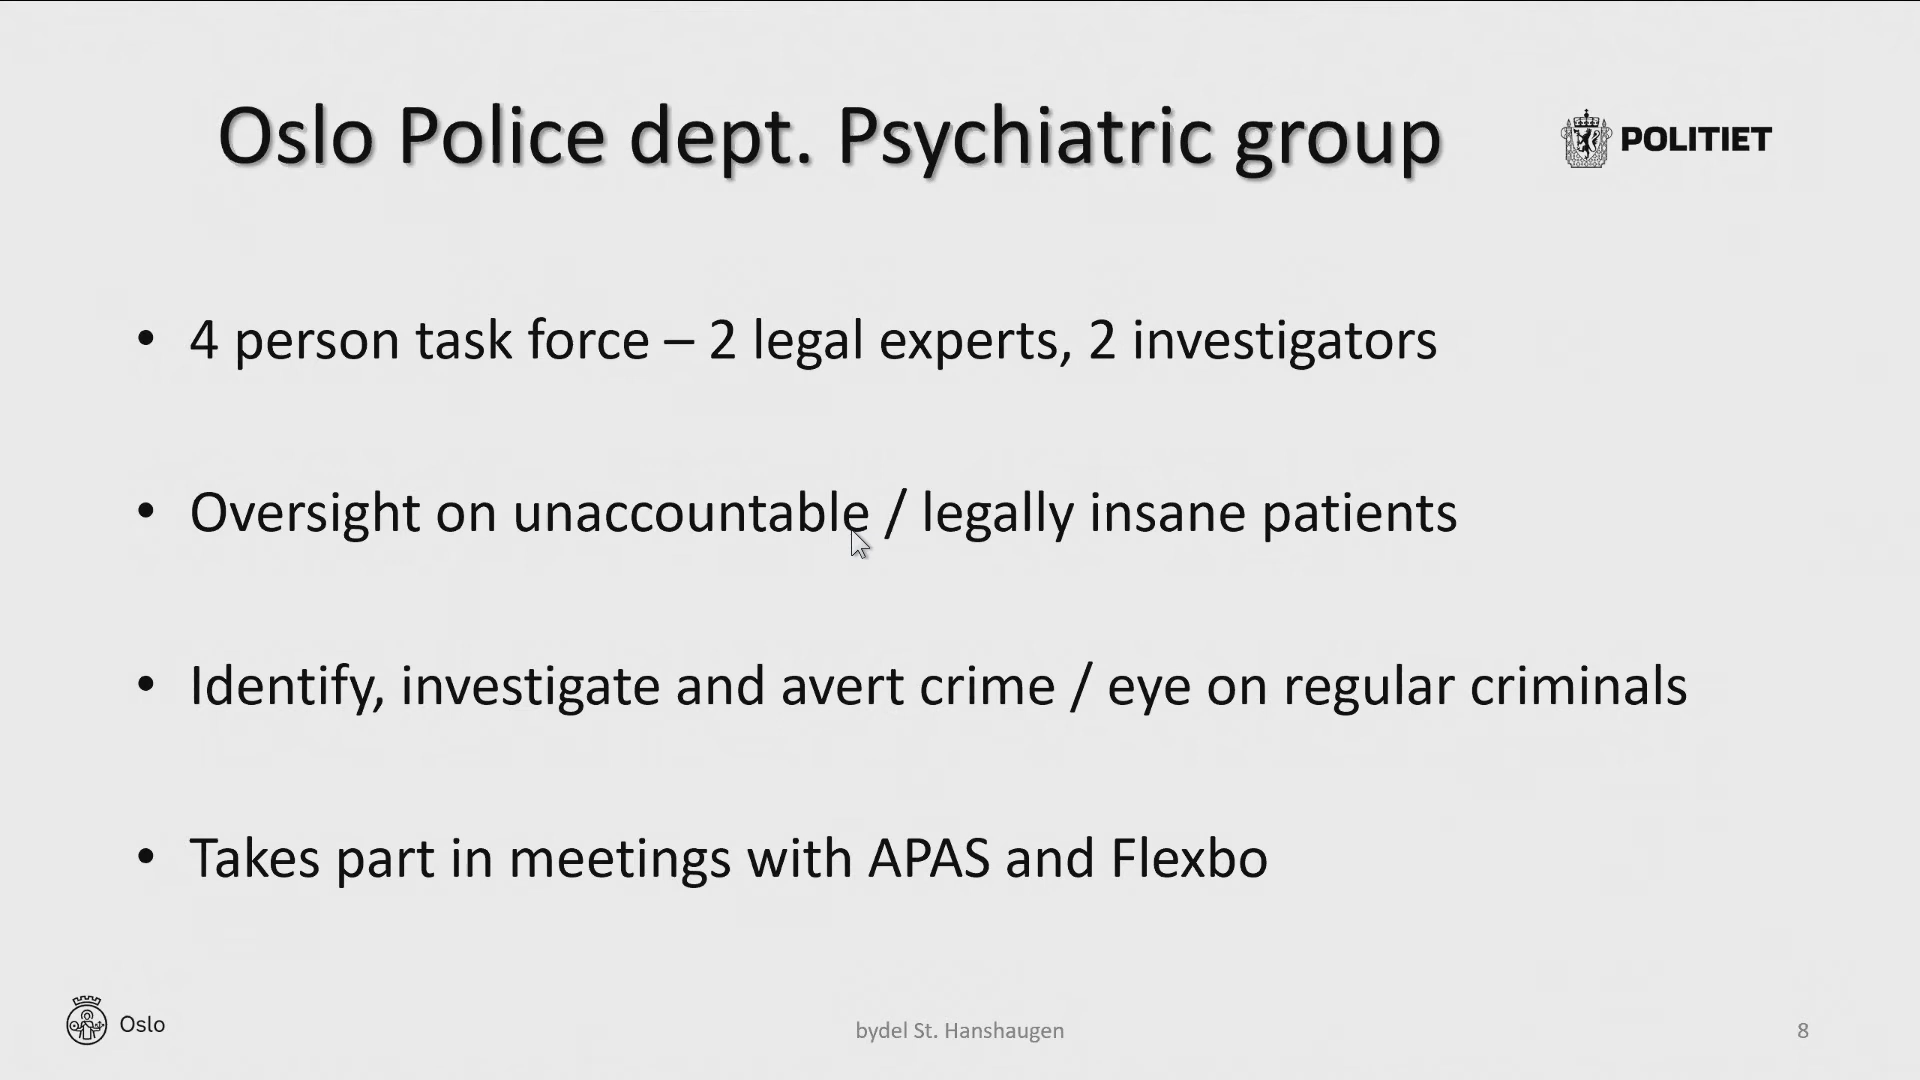 Oslo Police dept. Psychiatric group
POLITIET
• 4 person task force – 2 legal experts, 2 investigators
• Oversight on unaccountable / legally insane patients
• Identify, investigate and avert crime / eye on regular criminals
• Takes part in meetings with APAS and Flexbo
Oslo
bydel St. Hanshaugen
8